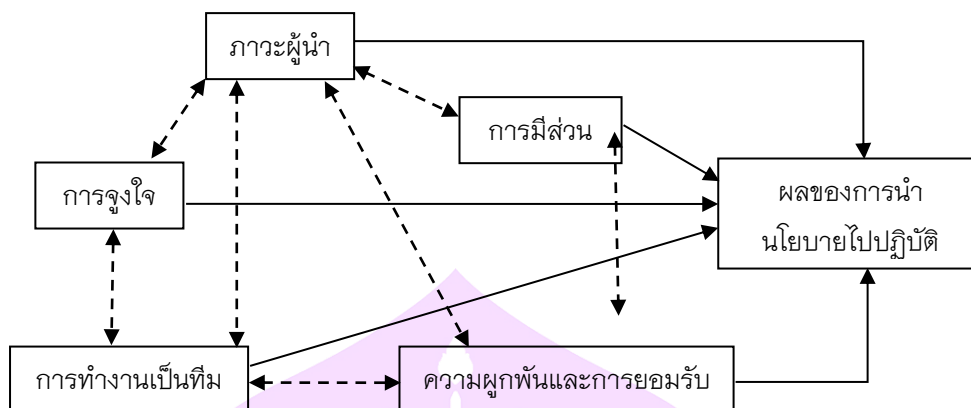 ภาวะผู้นำ
การมีส่วน
การจูงใจ
ผลของการนำ
นโยบายไปปฏิบัติ
การทำงานเป็นทีม
ความผูกพันและการยอมรับ